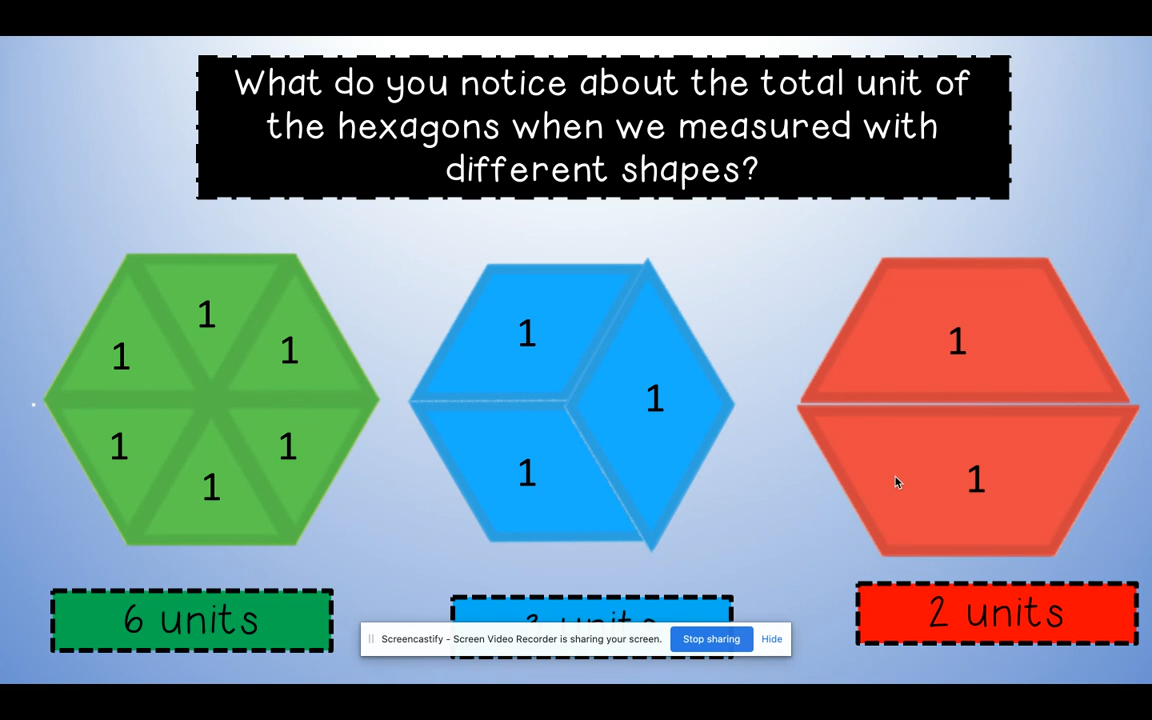 What do you notice about the total unit of
the hexagons when we measured with
different shapes?
1
1
1
1
1
1
1
1
1
1
1
6 units
units
2 units
Screencastify - Screen Video Recorder is sharing your screen.
Stop sharing
Hide